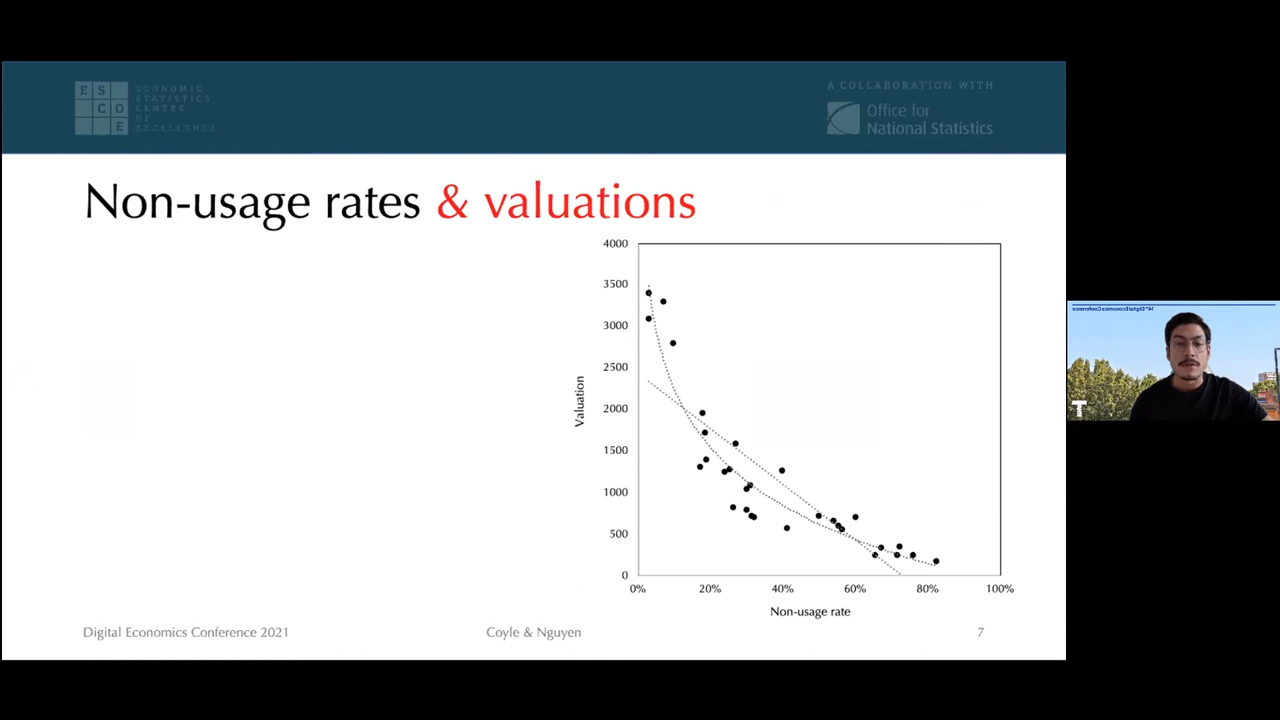 E S
C O
E
ECONOMIC
STATISTICS
CENTRE
OF
EXCELLENCE
A COLLABORATION WITH
Office for
National Statistics
Non-usage rates & valuations
4000
3500
3000
2500
2000
1500
1000
500
0
Valuation
0% 20% 40% 60% 80% 100%
Non-usage rate
Digital Economics Conference 2021 Coyle & Nguyen 7